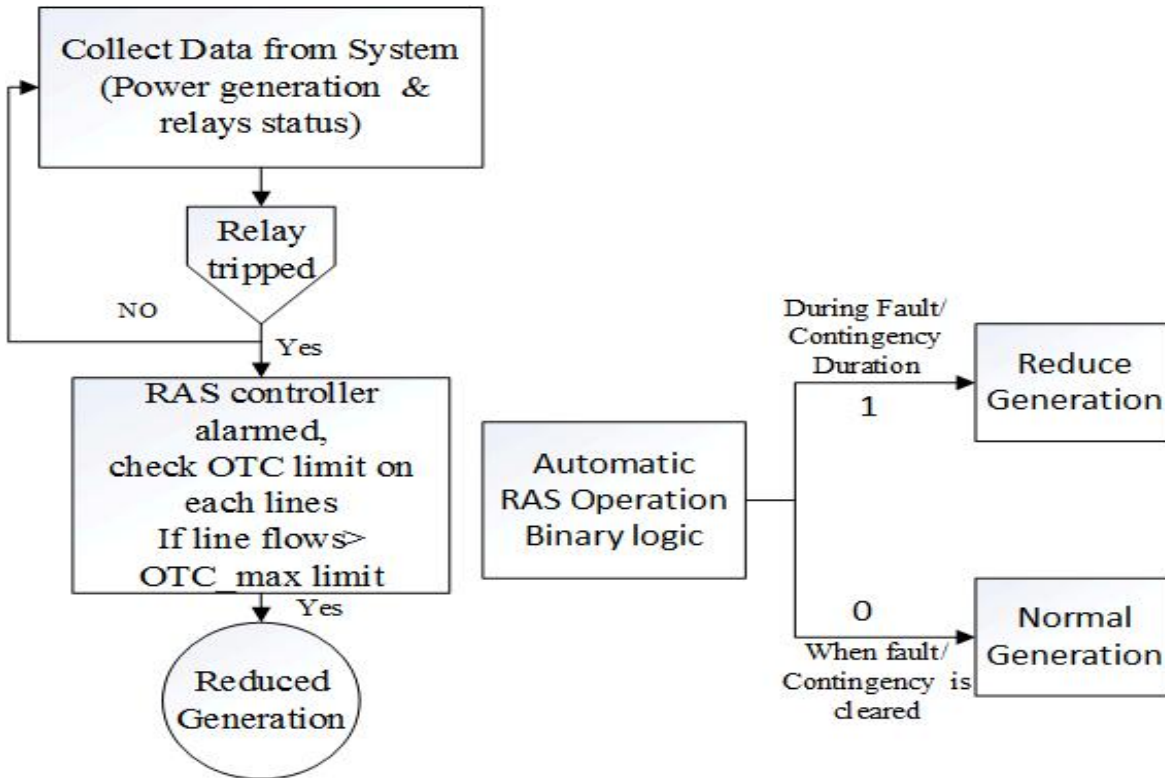 Collect Data from System
(Power generation &
relays status)
Relay
tripped
NO
Yes
RAS controller
alarmed,
check OTC limit on
each lines
If line flows>
OTC_max limit
Yes
Reduced
Generation
Automatic
RAS Operation
Binary logic
During Fault/
Contingency
Duration
1
Reduce
Generation
0
When fault/
Contingency is
cleared
Normal
Generation